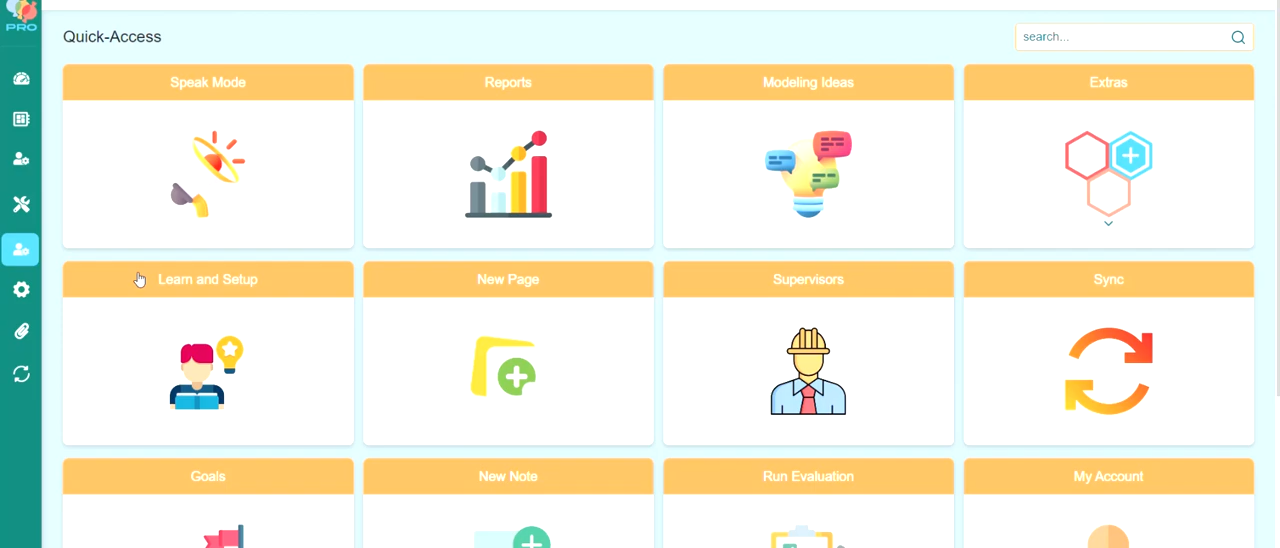 PRO
Quick-Access
search...
Speak Mode
Reports
Modeling Ideas
Extras
Learn and Setup
New Page
Supervisors
Sync
Goals
New Note
Run Evaluation
My Account